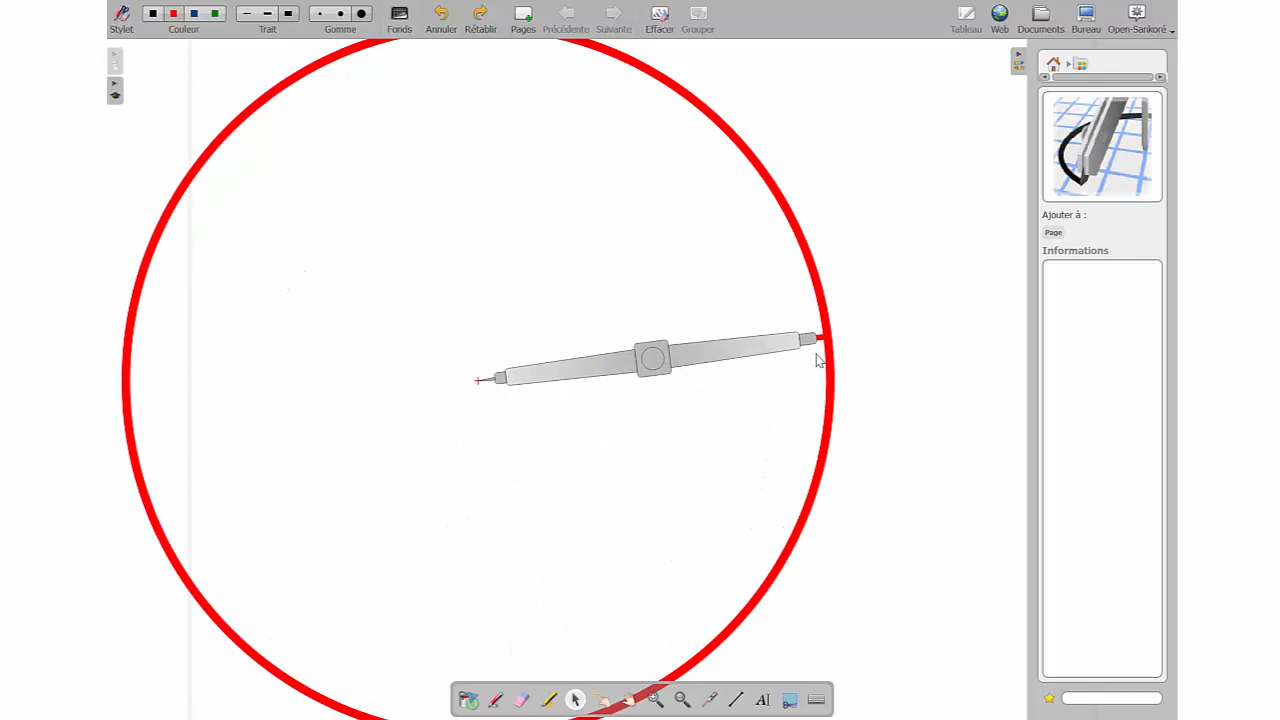 Stylet Couleur Trait Gomme Fonds Annuler Rétablir Pages Précédente Suivante Effacer Grouper Tableau Web Documents Bureau Open-Sankoré
Ajouter à :
Page
Informations
AI